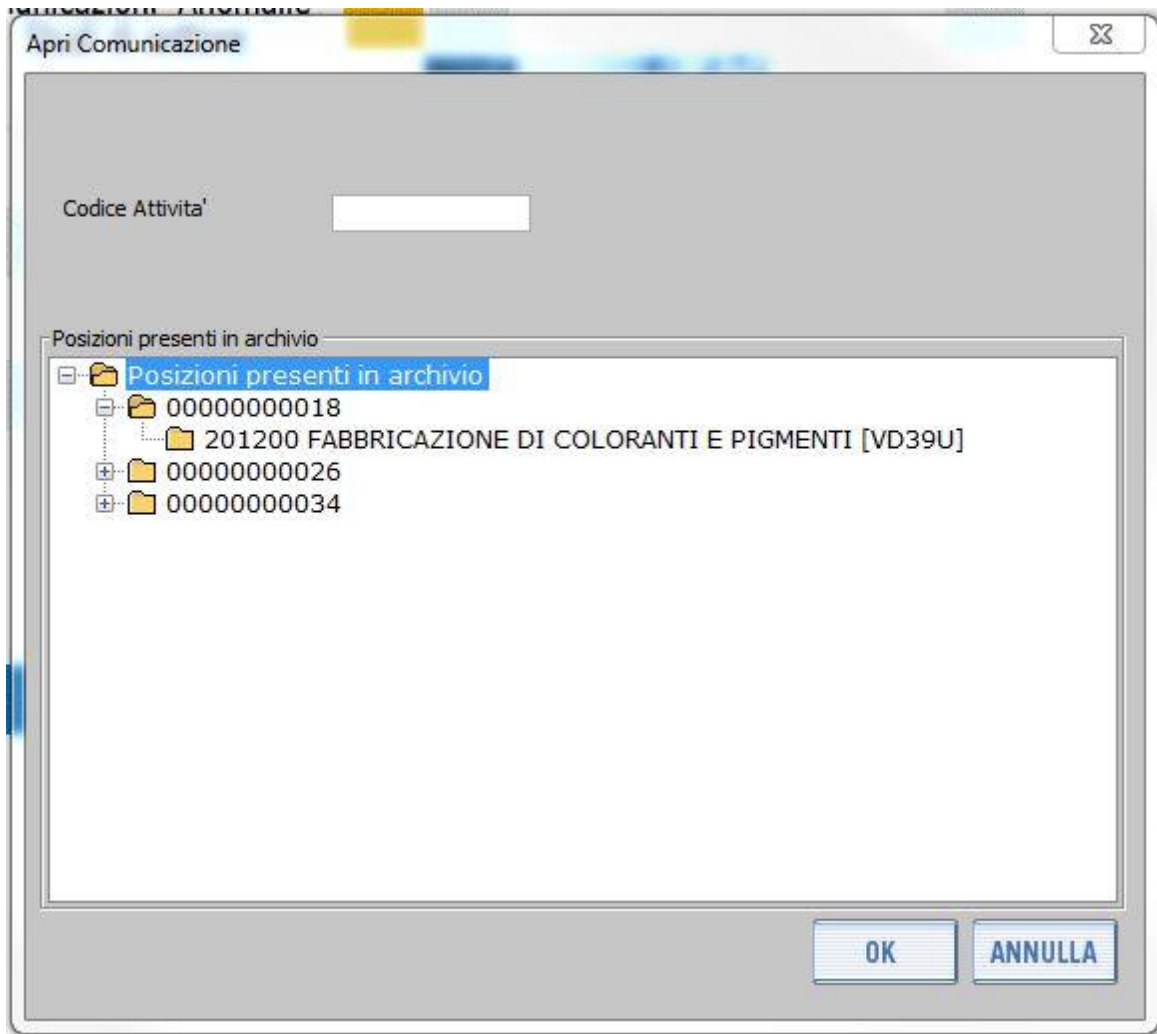 Apri Comunicazione
Codice Attivita'
Posizioni presenti in archivio
Posizioni presenti in archivio
00000000018
201200 FABBRICAZIONE DI COLORANTI E PIGMENTI [VD39U]
00000000026
00000000034
OK ANNULLA